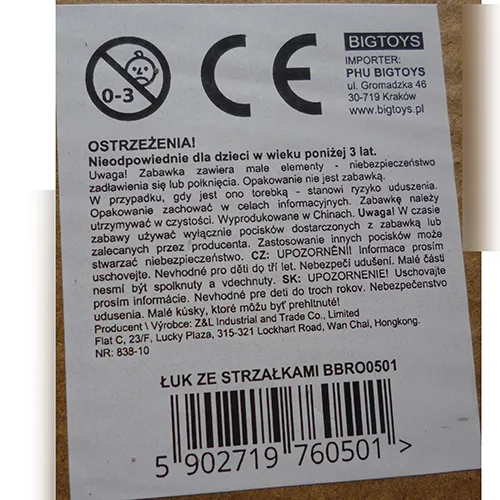 0-3
CE
BIGTOYS
IMPORTER:
PHU BIGTOYS
ul. Gromadzka 46
30-719 Kraków
www.bigtoys.pl
OSTRZEŻENIA!
Nieodpowiednie dla dzieci w wieku poniżej 3 lat.
Uwaga! Zabawka zawiera małe elementy - niebezpieczeństwo
zadławienia się lub połknięcia. Opakowanie nie jest zabawką.
W przypadku, gdy jest ono torebką - stanowi ryzyko uduszenia.
Opakowanie zachować w celach informacyjnych. Zabawkę należy
utrzymywać w czystości. Wyprodukowane w Chinach. Uwaga! W czasie
zabawy używać wyłącznie pocisków dostarczonych z zabawką lub
zalecanych przez producenta. Zastosowanie innych pocisków może
stwarzać niebezpieczeństwo. CZ: UPOZORNĚNÍ! Informace prosím
uschovejte. Nevhodné pro děti do tří let. Nebezpečí udušení. Malé části
nesmí být spolknuty a vdechnuty. SK: UPOZORNENIE! Uschovajte
prosím informácie. Nevhodné pre deti do troch rokov. Nebezpečenstvo
udusenia. Malé kúsky, ktoré môžu byť prehltnuté!
Producent \ Výrobce: Z&L Industrial and Trade Co., Limited
Flat C, 23/F, Lucky Plaza, 315-321 Lockhart Road, Wan Chai, Hongkong.
NR: 838-10
ŁUK ZE STRZAŁKAMI BBRO0501
5 902719 760501 >